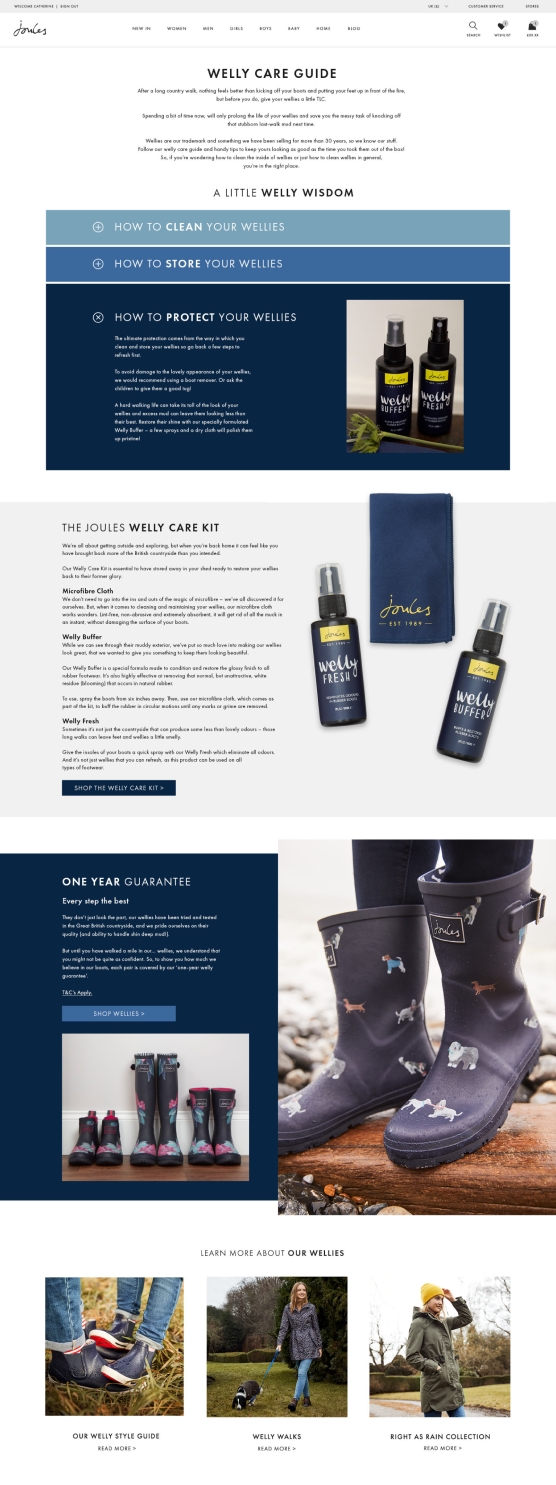 WELCOME CATHERINE | SIGN OUT
UK (£)
CUSTOMER SERVICE
STORES
Joules
NEW IN
WOMEN
MEN
GIRLS
BOYS
BABY
HOME
BLOG
SEARCH
WISHLIST
WELLY CARE GUIDE
After a long country walk, nothing feels better than kicking off your boots and putting your feet up in front of the fire,
but before you do, give your wellies a little TLC.
Spending a bit of time now, will only prolong the life of your wellies and save you the messy task of knocking off
that stubborn last-walk mud next time.
Wellies are our trademark and something we have been selling for more than 30 years, so we know our stuff.
Follow our welly care guide and handy tips to keep yours looking as good as the time you took them out of the box!
So, if you're wondering how to clean the inside of wellies or just how to clean wellies in general,
you're in the right place.
A LITTLE WELLY WISDOM
HOW TO CLEAN YOUR WELLIES
HOW TO STORE YOUR WELLIES
HOW TO PROTECT YOUR WELLIES
The ultimate protection comes from the way in which you
clean and store your wellies so go back a few steps to
refresh first.
To avoid damage to the lovely appearance of your wellies,
we would recommend using a boot remover. Or ask the
children to give them a good tug!
A hard walking life can take its toll of the look of your
wellies and excess mud can leave them looking less than
their best. Restore their shine with our specially formulated
Welly Buffer – a few sprays and a dry cloth will polish them
up pristine!
Joules
welly
BUFFER
Joules
welly
FRESH
THE JOULES WELLY CARE KIT
We're all about getting outside and exploring, but when you're back home it can feel like you
have brought back more of the British countryside than you intended.
Our Welly Care Kit is essential to have stored away in your shed ready to restore your wellies
back to their former glory.
Microfibre Cloth
We don't need to go into the ins and outs of the magic of microfibre – we've all discovered it for
ourselves. But, when it comes to cleaning and maintaining your wellies, our microfibre cloth
works wonders. Lint-free, non-abrasive and extremely absorbent, it will get rid of all the muck in
an instant, without damaging the surface of your boots.
Welly Buffer
While we can see through their muddy exterior, we've put so much love into making our wellies
look great, that we wanted to give you something to keep them looking beautiful.
Our Welly Buffer is a special formula made to condition and restore the glossy finish to all
rubber footwear. It's also highly effective at removing that normal, but unattractive, white
residue (blooming) that occurs in natural rubber.
To use, spray the boots from six inches away. Then, use our microfibre cloth, which comes as
part of the kit, to buff the rubber in circular motions until any marks or grime are removed.
Welly Fresh
Sometimes it's not just the countryside that can produce some less than lovely odours – those
long walks can leave feet and wellies a little smelly.
Give the insoles of your boots a quick spray with our Welly Fresh which eliminate all odours.
And it's not just wellies that you can refresh, as this product can be used on all
types of footwear.
SHOP THE WELLY CARE KIT >
Joules
EST. 1989
Joules
welly
FRESH
Joules
welly
BUFFER
ONE YEAR GUARANTEE
Every step the best
They don't just look the part, our wellies have been tried and tested
in the Great British countryside, and we pride ourselves on their
quality (and ability to handle shin deep mud!).
But until you have walked a mile in our... wellies, we understand that
you might not be quite as confident. So, to show you how much we
believe in our boots, each pair is covered by our 'one-year welly
guarantee'.
T&C's Apply.
SHOP WELLIES >
Joules
LEARN MORE ABOUT OUR WELLIES
OUR WELLY STYLE GUIDE
READ MORE >
WELLY WALKS
READ MORE >
RIGHT AS RAIN COLLECTION
READ MORE >